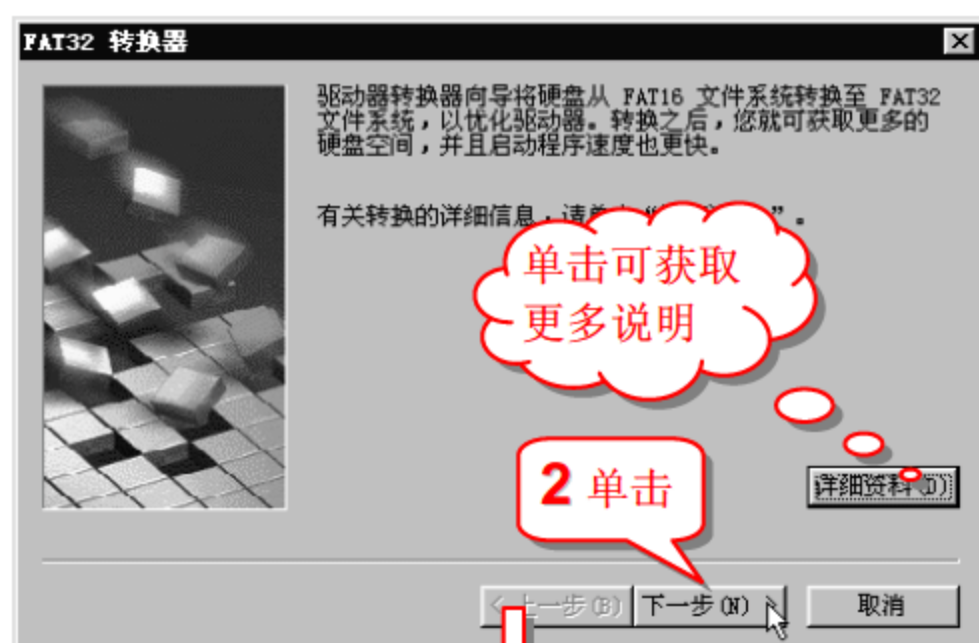 FAT32 转换器
驱动器转换器向导将硬盘从 FAT16 文件系统转换至 FAT32
文件系统，以优化驱动器。转换之后，您就可获取更多的
硬盘空间，并且启动程序速度也更快。
有关转换的详细信息，请单 ”。
单击可获取
更多说明
2 单击
详细资料(D)
< 上一步(B) 下一步(N) > 取消